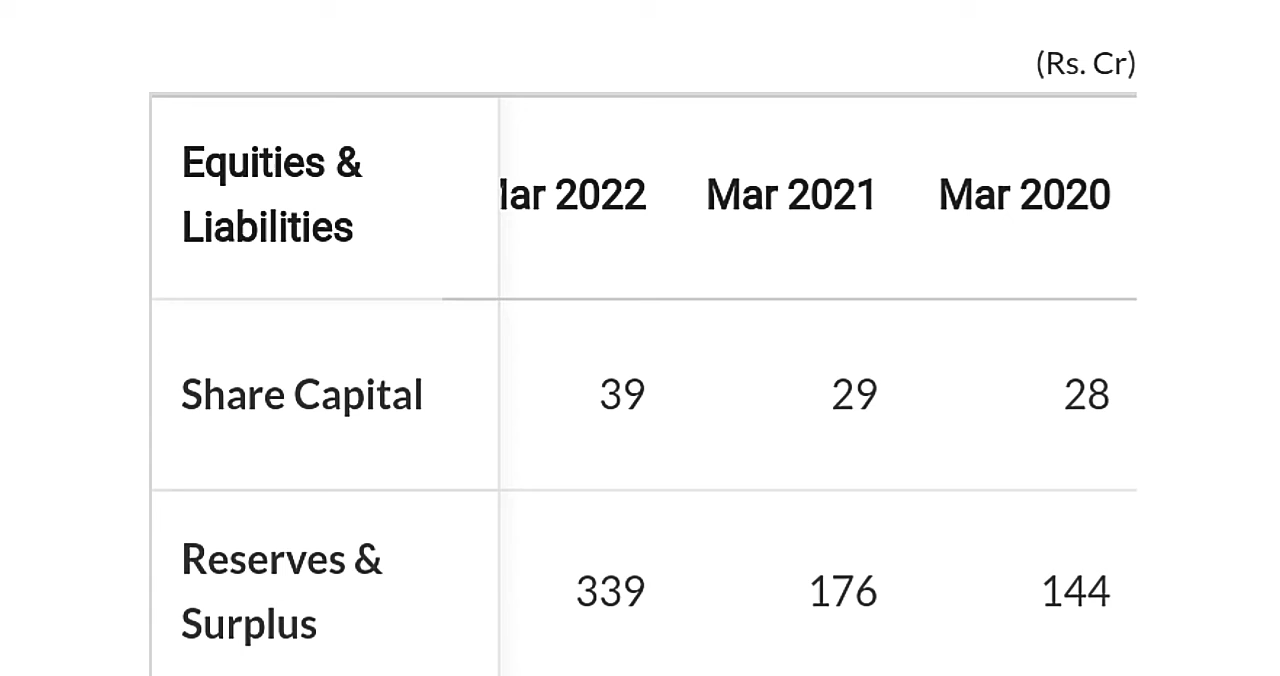 (Rs. Cr)
Equities &
Liabilities
ar 2022 Mar 2021 Mar 2020
Share Capital 39 29 28
Reserves &
Surplus
339 176 144